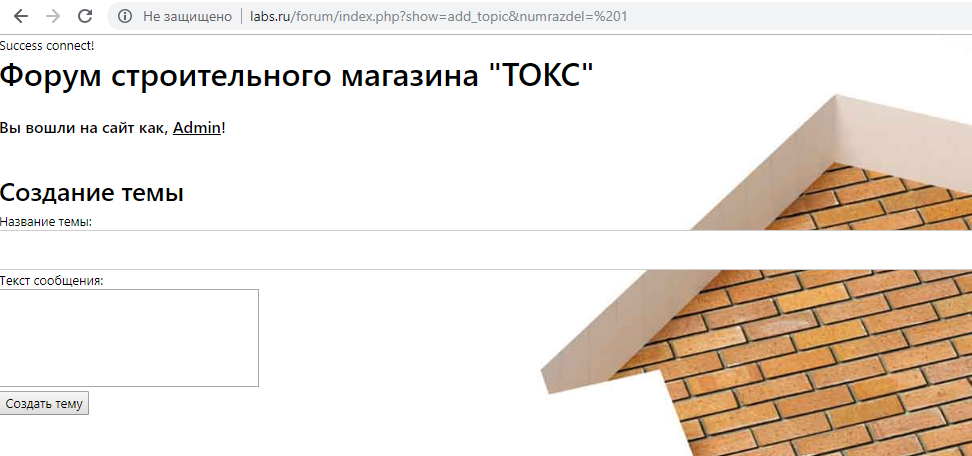 Не защищено labs.ru/forum/index.php?show=add_topic&numrazdel=%201
Success connect!
Форум строительного магазина "ТОКС"
Вы вошли на сайт как, Admin!
Создание темы
Название темы:
Текст сообщения:
Создать тему